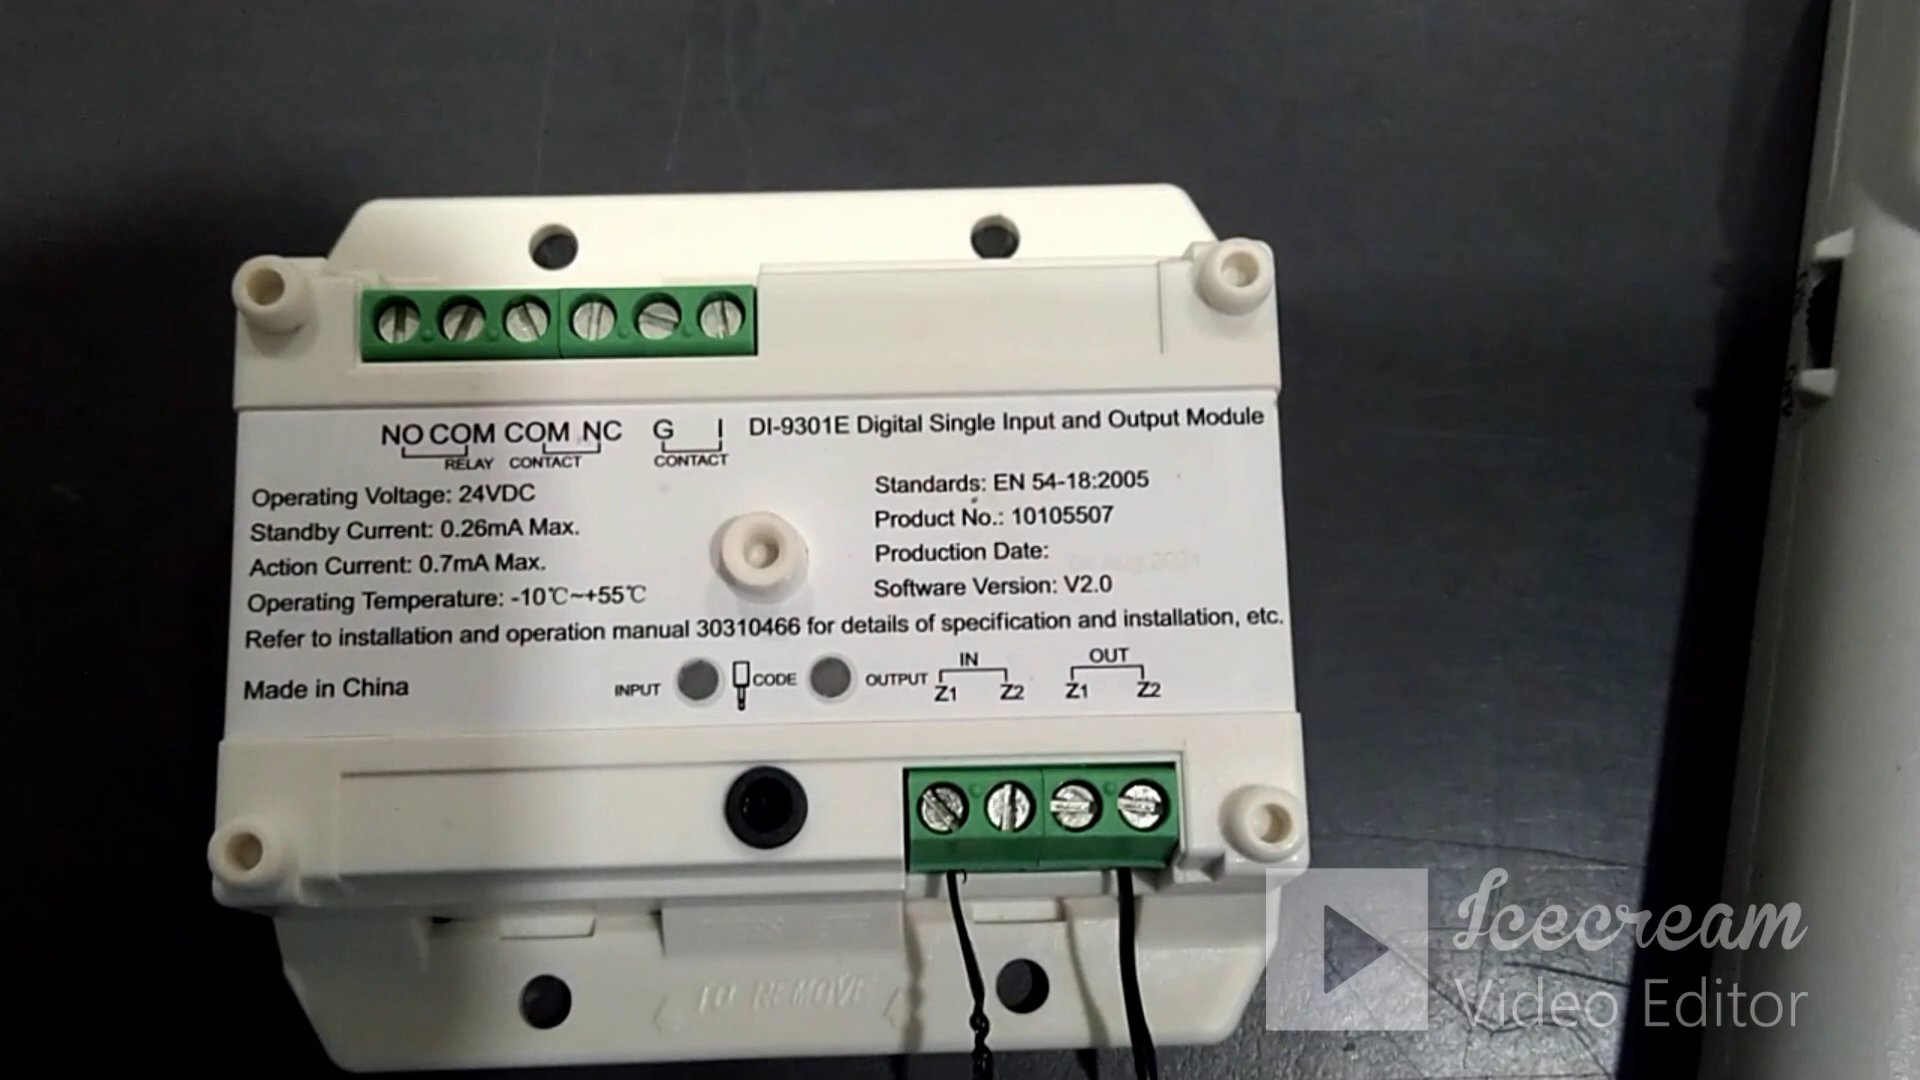 NO COM COM NC G I
RELAY CONTACT CONTACT
DI-9301E Digital Single Input and Output Module
Operating Voltage: 24VDC
Standby Current: 0.26mA Max.
Action Current: 0.7mA Max.
Operating Temperature: -10℃~+55℃
Standards: EN 54-18:2005
Product No.: 10105507
Production Date:
Software Version: V2.0
Refer to installation and operation manual 30310466 for details of specification and installation, etc.
Made in China
INPUT CODE OUTPUT
IN OUT
Z1 Z2 Z1 Z2
TO REMOVE
Icecream
Video Editor